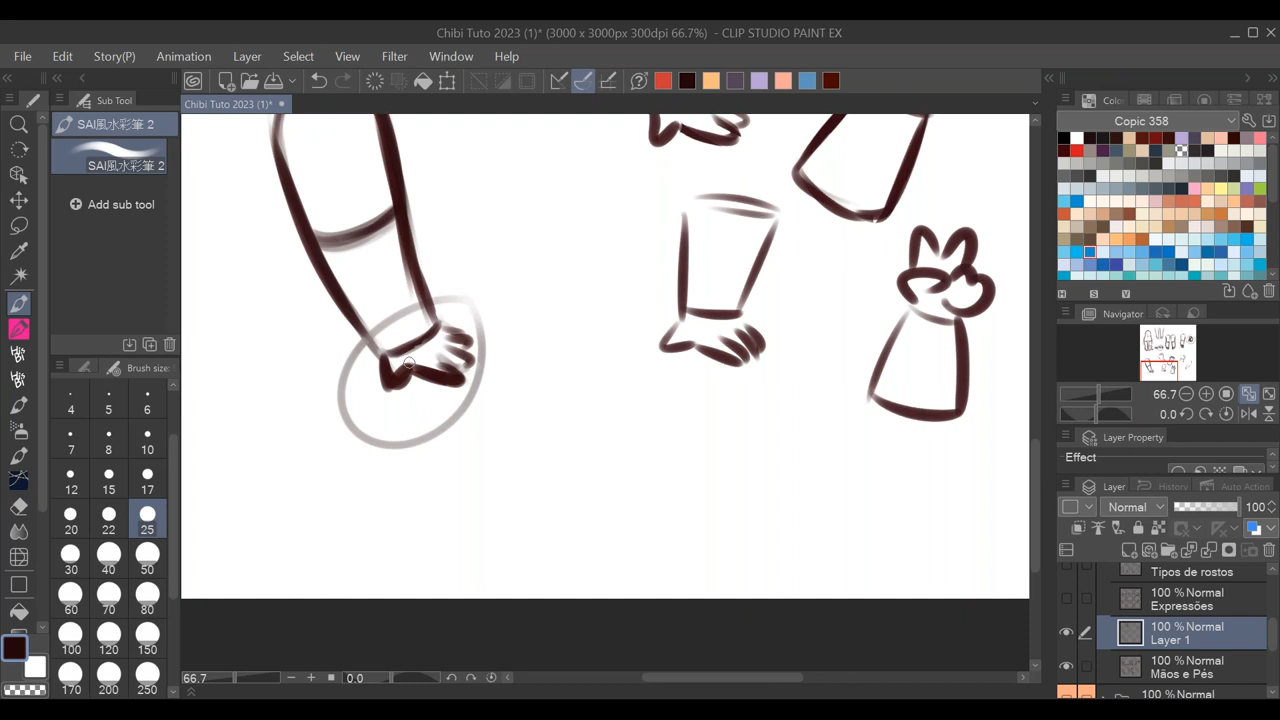 Chibi Tuto 2023 (1)* (3000 x 3000px 300dpi 66.7%) - CLIP STUDIO PAINT EX
File Edit Story(P) Animation Layer Select View Filter Window Help
Sub Tool
Chibi Tuto 2023 (1)*
SAI風水彩筆 2
SAI風水彩筆 2
Add sub tool
Brush size:
4 5 6
7 8 10
12 15 17
20 22 25
30 40 50
60 70 80
100 120 150
170 200 250
66.7 0.0
Copic 358
H S V
Navigator
66.7
0.0
Layer Property
Effect
Layer History Auto Action
Normal 100
Tipos de rostos
100 % Normal
Expressões
100 % Normal
Layer 1
100 % Normal
Mãos e Pés
100 % Normal